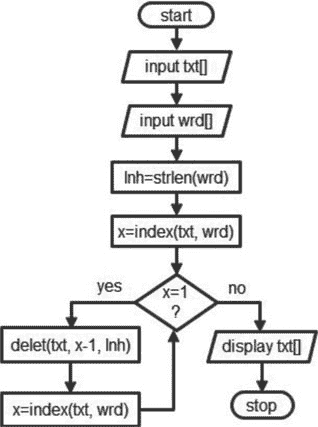 start
input txt[]
input wrd[]
lnh=strlen(wrd)
x=index(txt, wrd)
x=1
?
yes
no
delet(txt, x-1, lnh)
x=index(txt, wrd)
display txt[]
stop